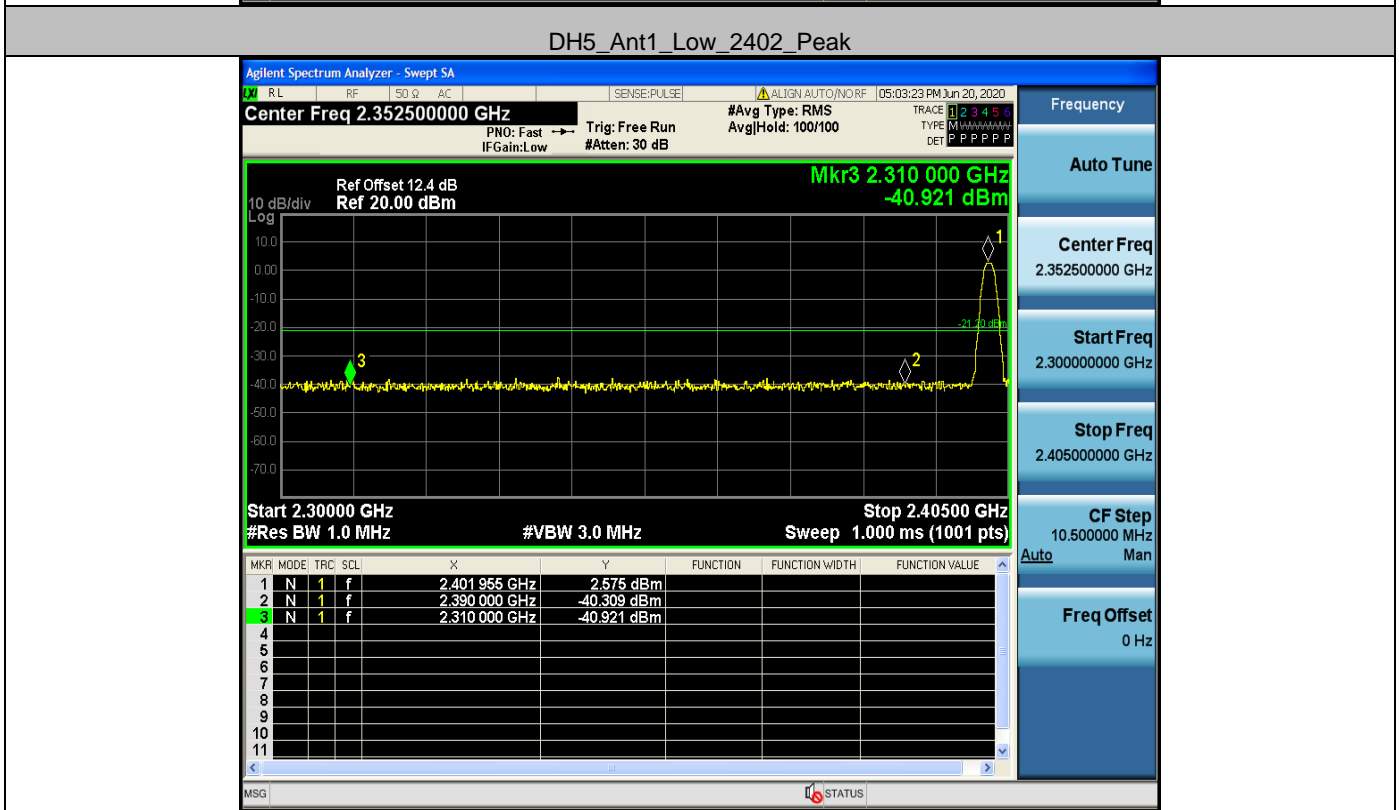 DH5_Ant1_Low_2402_Peak
Agilent Spectrum Analyzer - Swept SA
LXI RL RF 50 Ω AC SENSE:PULSE ALIGN AUTO/NO RF 05:03:23 PM Jun 20, 2020
Center Freq 2.352500000 GHz
PNO: Fast
IFGain:Low
Trig: Free Run
#Atten: 30 dB
#Avg Type: RMS
Avg|Hold: 100/100
TRACE 1 2 3 4 5 6
TYPE M WWWWW
DET P P P P P P
Frequency
Auto Tune
Center Freq
2.352500000 GHz
Start Freq
2.300000000 GHz
Stop Freq
2.405000000 GHz
CF Step
10.500000 MHz
Auto Man
Freq Offset
0 Hz
Mkr3 2.310 000 GHz
-40.921 dBm
Ref Offset 12.4 dB
10 dB/div Ref 20.00 dBm
Log
10.0
0.00
-10.0
-20.0
-30.0
-40.0
-50.0
-60.0
-70.0
1
-21.20 dBm
2
3
Start 2.30000 GHz Stop 2.40500 GHz
#Res BW 1.0 MHz #VBW 3.0 MHz Sweep 1.000 ms (1001 pts)
MKR MODE TRC SCL X Y FUNCTION FUNCTION WIDTH FUNCTION VALUE
1 N 1 f 2.401 955 GHz 2.575 dBm
2 N 1 f 2.390 000 GHz -40.309 dBm
3 N 1 f 2.310 000 GHz -40.921 dBm
4
5
6
7
8
9
10
11
MSG STATUS